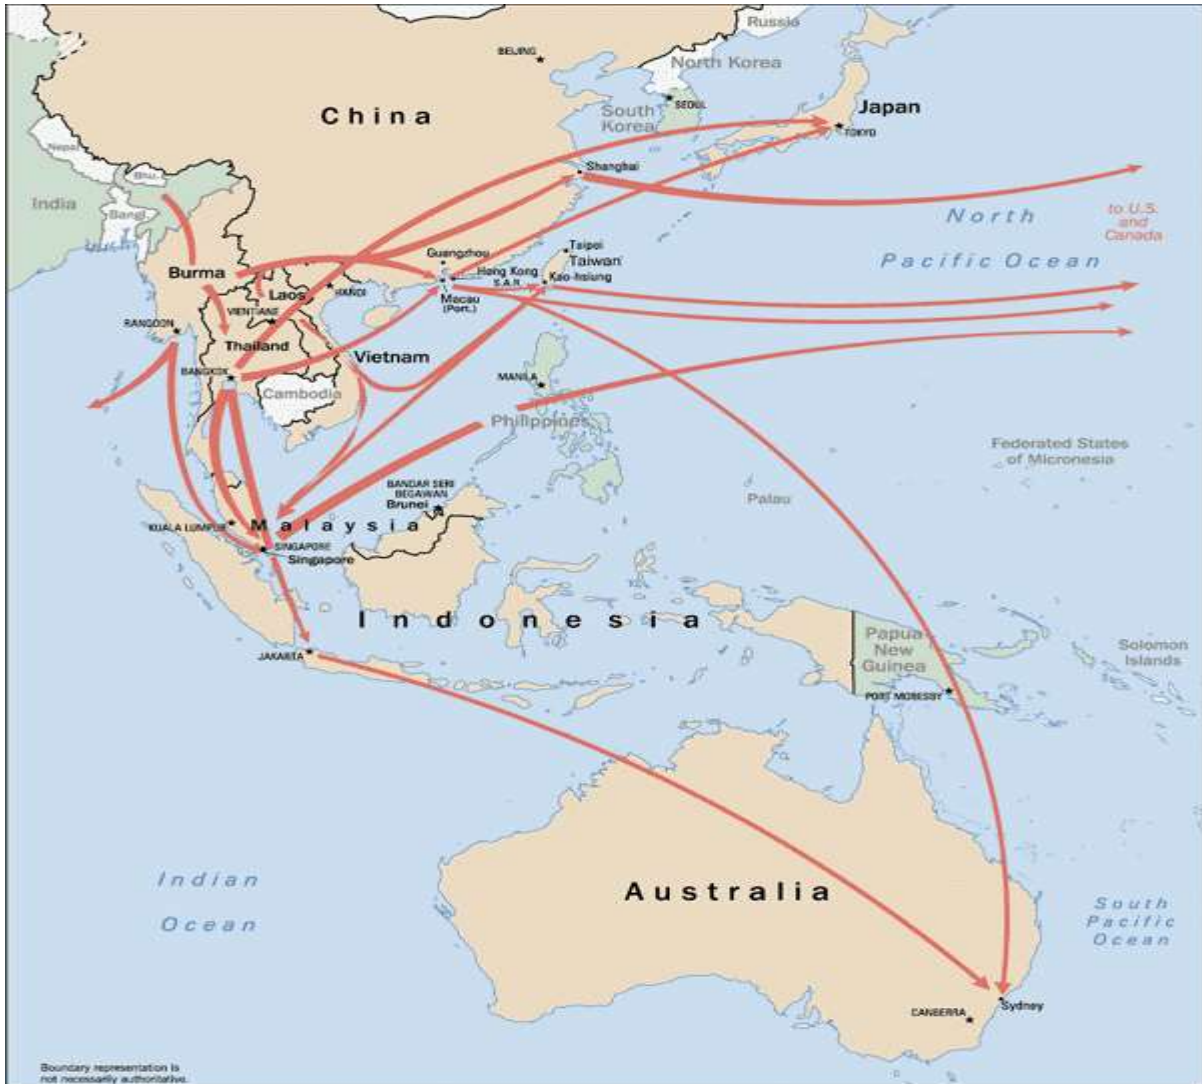 Russia
BEIJING
North Korea
China
South
Korea
SEOUL
Japan
TOKYO
Nepal
Bhu.
Shanghai
India
Bangl.
North
Pacific Ocean
to U.S.
and
Canada
Guangzhou
Taipei
Taiwan
Burma
Hong Kong
S.A.R.
Kao-hsiung
Laos
HANOI
Macau
(Port.)
VIENTIANE
RANGOON
Thailand
Vietnam
BANGKOK
MANILA
Cambodia
Philippines
Federated States
of Micronesia
BANDAR SERI
BEGAWAN
Brunei
Palau
KUALA LUMPUR
Malaysia
SINGAPORE
Singapore
Indonesia
Papua
New
Guinea
Solomon
Islands
JAKARTA
PORT MORESBY
Indian
Ocean
Australia
South
Pacific
Ocean
Sydney
CANBERRA
Boundary representation is
not necessarily authoritative.